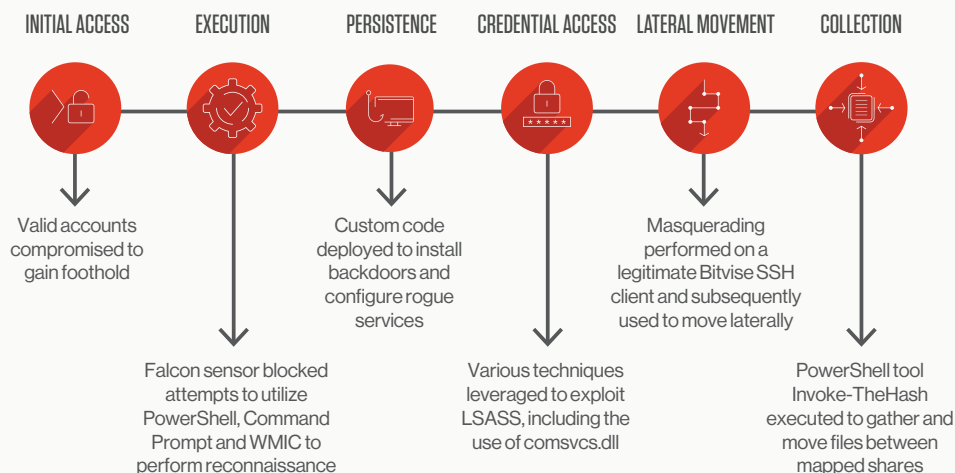 INITIAL ACCESS
EXECUTION
PERSISTENCE
CREDENTIAL ACCESS
LATERAL MOVEMENT
COLLECTION
*****
Valid accounts
compromised to
gain foothold
Falcon sensor blocked
attempts to utilize
PowerShell, Command
Prompt and WMIC to
perform reconnaissance
Custom code
deployed to install
backdoors and
configure rogue
services
Various techniques
leveraged to exploit
LSASS, including the
use of comsvcs.dll
Masquerading
performed on a
legitimate Bitvise SSH
client and subsequently
used to move laterally
PowerShell tool
Invoke-TheHash
executed to gather and
move files between
mapped shares